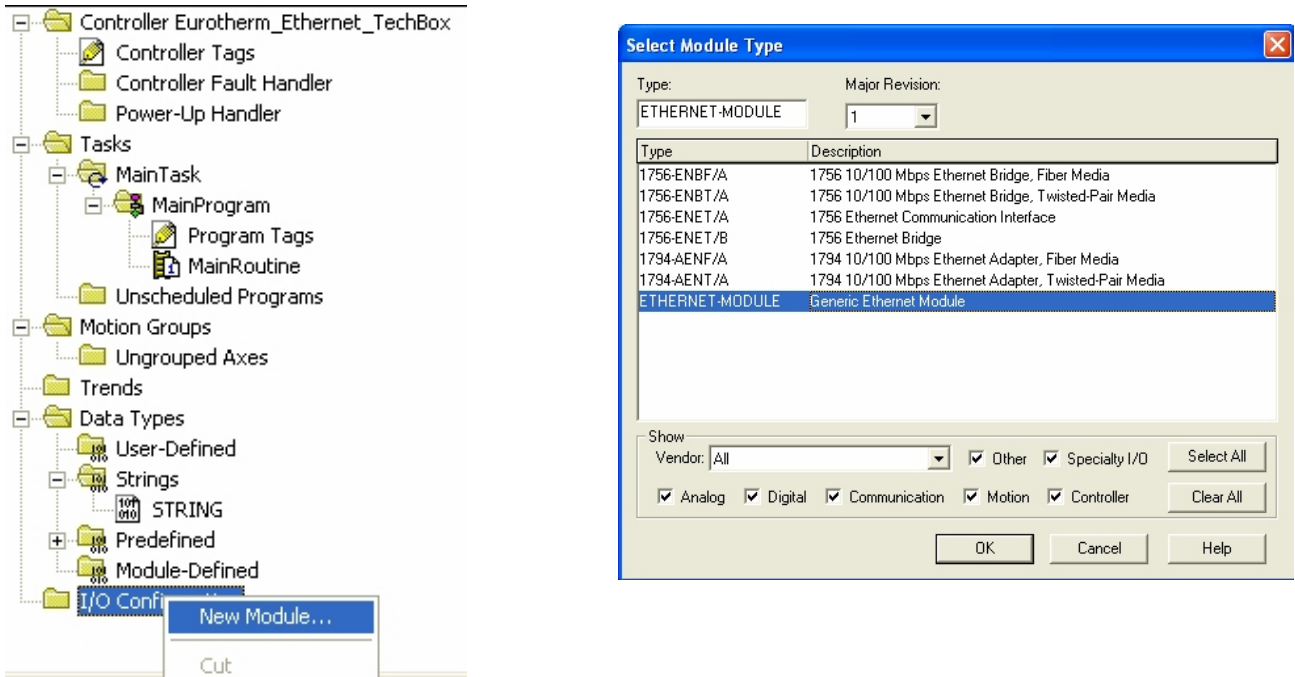 Controller Eurotherm_Ethernet_TechBox
Controller Tags
Controller Fault Handler
Power-Up Handler
Tasks
MainTask
MainProgram
Program Tags
MainRoutine
Unscheduled Programs
Motion Groups
Ungrouped Axes
Trends
Data Types
User-Defined
Strings
STRING
Predefined
Module-Defined
I/O
New Module...
Cut
Select Module Type
Type: Major Revision:
ETHERNET-MODULE 1
Type Description
1756-ENBF/A 1756 10/100 Mbps Ethernet Bridge, Fiber Media
1756-ENBT/A 1756 10/100 Mbps Ethernet Bridge, Twisted-Pair Media
1756-ENET/A 1756 Ethernet Communication Interface
1756-ENET/B 1756 Ethernet Bridge
1794-AENF/A 1794 10/100 Mbps Ethernet Adapter, Fiber Media
1794-AENT/A 1794 10/100 Mbps Ethernet Adapter, Twisted-Pair Media
ETHERNET-MODULE Generic Ethernet Module
Show
Vendor: All Other Specialty I/O Select All
Analog Digital Communication Motion Controller Clear All
OK Cancel Help